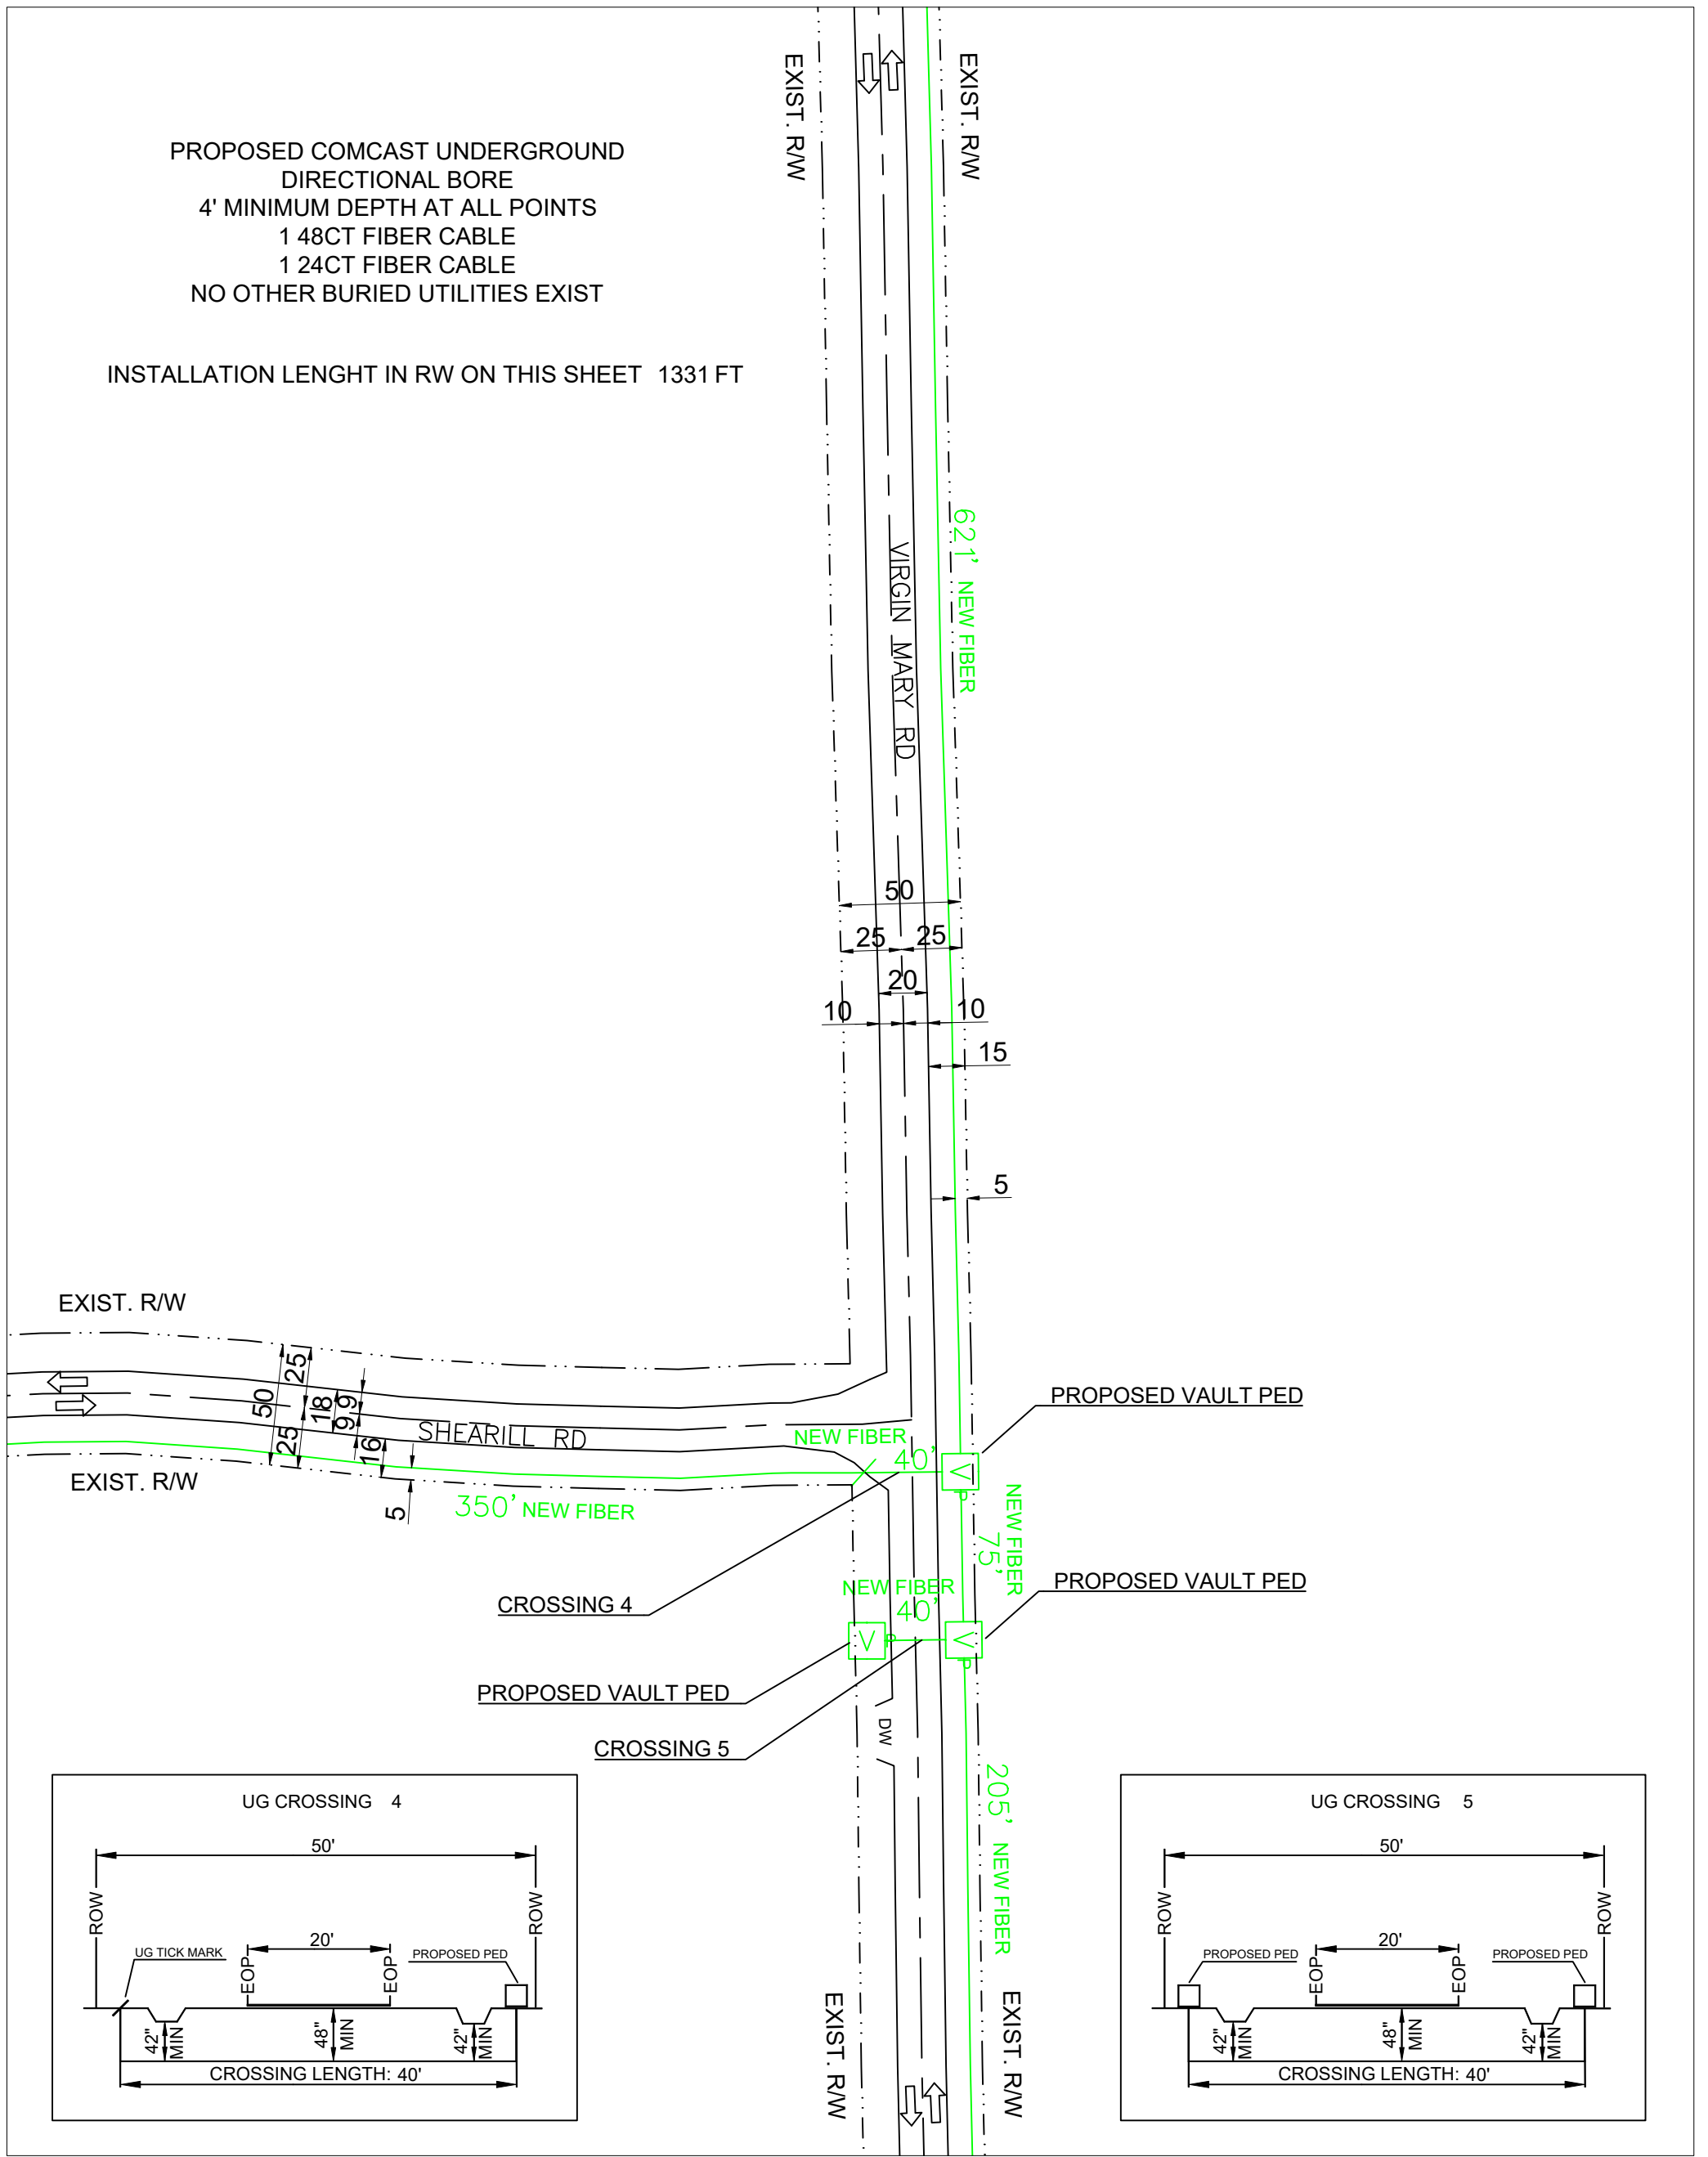 EXIST. R/W
EXIST. R/W
PROPOSED COMCAST UNDERGROUND
DIRECTIONAL BORE
4' MINIMUM DEPTH AT ALL POINTS
1 48CT FIBER CABLE
1 24CT FIBER CABLE
NO OTHER BURIED UTILITIES EXIST
INSTALLATION LENGHT IN RW ON THIS SHEET 1331 FT
621' NEW FIBER
VIRGIN MARY RD
50
25
25
20
10
10
15
5
EXIST. R/W
50
25
25
18
9
9
16
5
SHEARILL RD
EXIST. R/W
350' NEW FIBER
NEW FIBER
40'
PROPOSED VAULT PED
V
P
NEW FIBER
75'
CROSSING 4
NEW FIBER
40'
PROPOSED VAULT PED
V
P
V
P
PROPOSED VAULT PED
CROSSING 5
DW
205' NEW FIBER
EXIST. R/W
EXIST. R/W
UG CROSSING 4
50'
ROW
ROW
UG TICK MARK
20'
PROPOSED PED
EOP
EOP
42"
MIN
48"
MIN
42"
MIN
CROSSING LENGTH: 40'
UG CROSSING 5
50'
ROW
ROW
PROPOSED PED
20'
PROPOSED PED
EOP
EOP
42"
MIN
48"
MIN
42"
MIN
CROSSING LENGTH: 40'